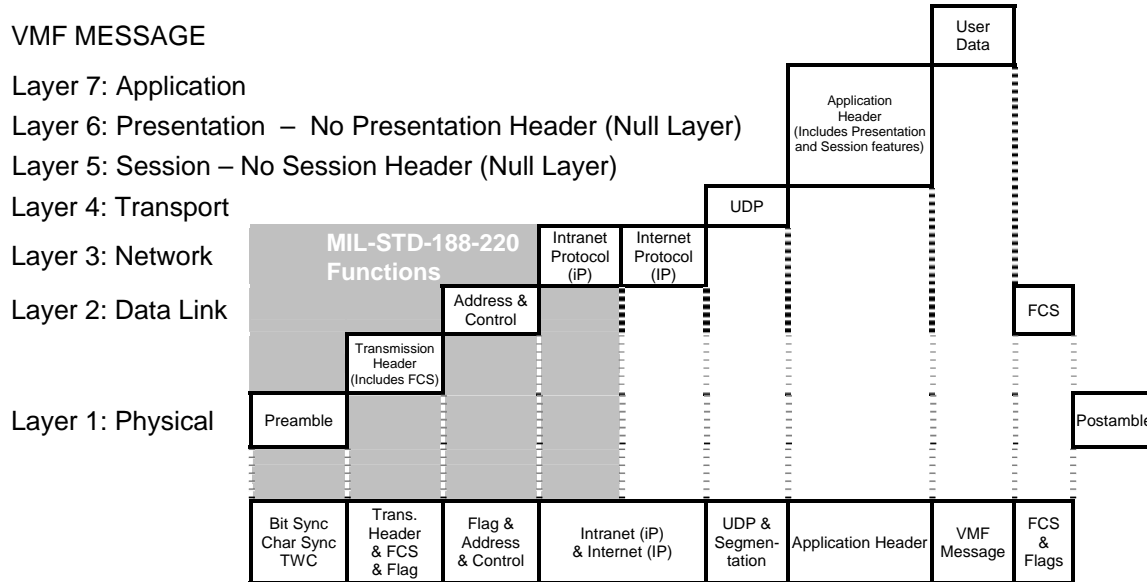 VMF MESSAGE
User
Data
Layer 7: Application
Layer 6: Presentation – No Presentation Header (Null Layer)
Layer 5: Session – No Session Header (Null Layer)
Application
Header
(Includes Presentation
and Session features)
Layer 4: Transport
UDP
Layer 3: Network
MIL-STD-188-220
Functions
Intranet
Protocol
(iP)
Internet
Protocol
(IP)
Layer 2: Data Link
Address &
Control
FCS
Transmission
Header
(Includes FCS)
Layer 1: Physical
Preamble
Postamble
Bit Sync
Char Sync
TWC
Trans.
Header
& FCS
& Flag
Flag &
Address
& Control
Intranet (iP)
& Internet (IP)
UDP &
Segmen-
tation
Application Header
VMF
Message
FCS
&
Flags